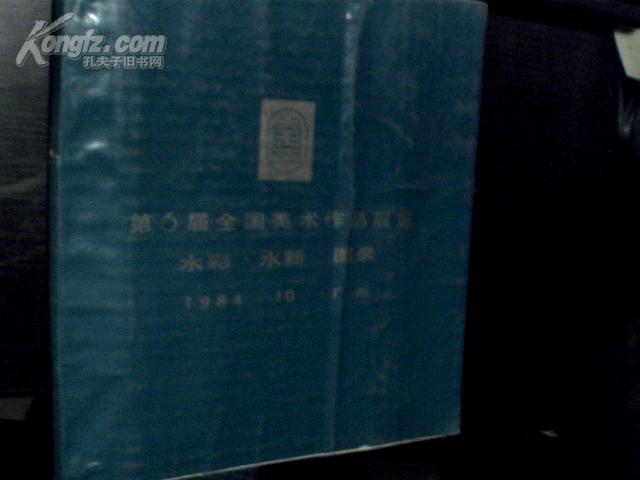 Kongfz.com
孔夫子旧书网
第6届全国美术作品展览
水彩·水粉 图录
1984·10 广州